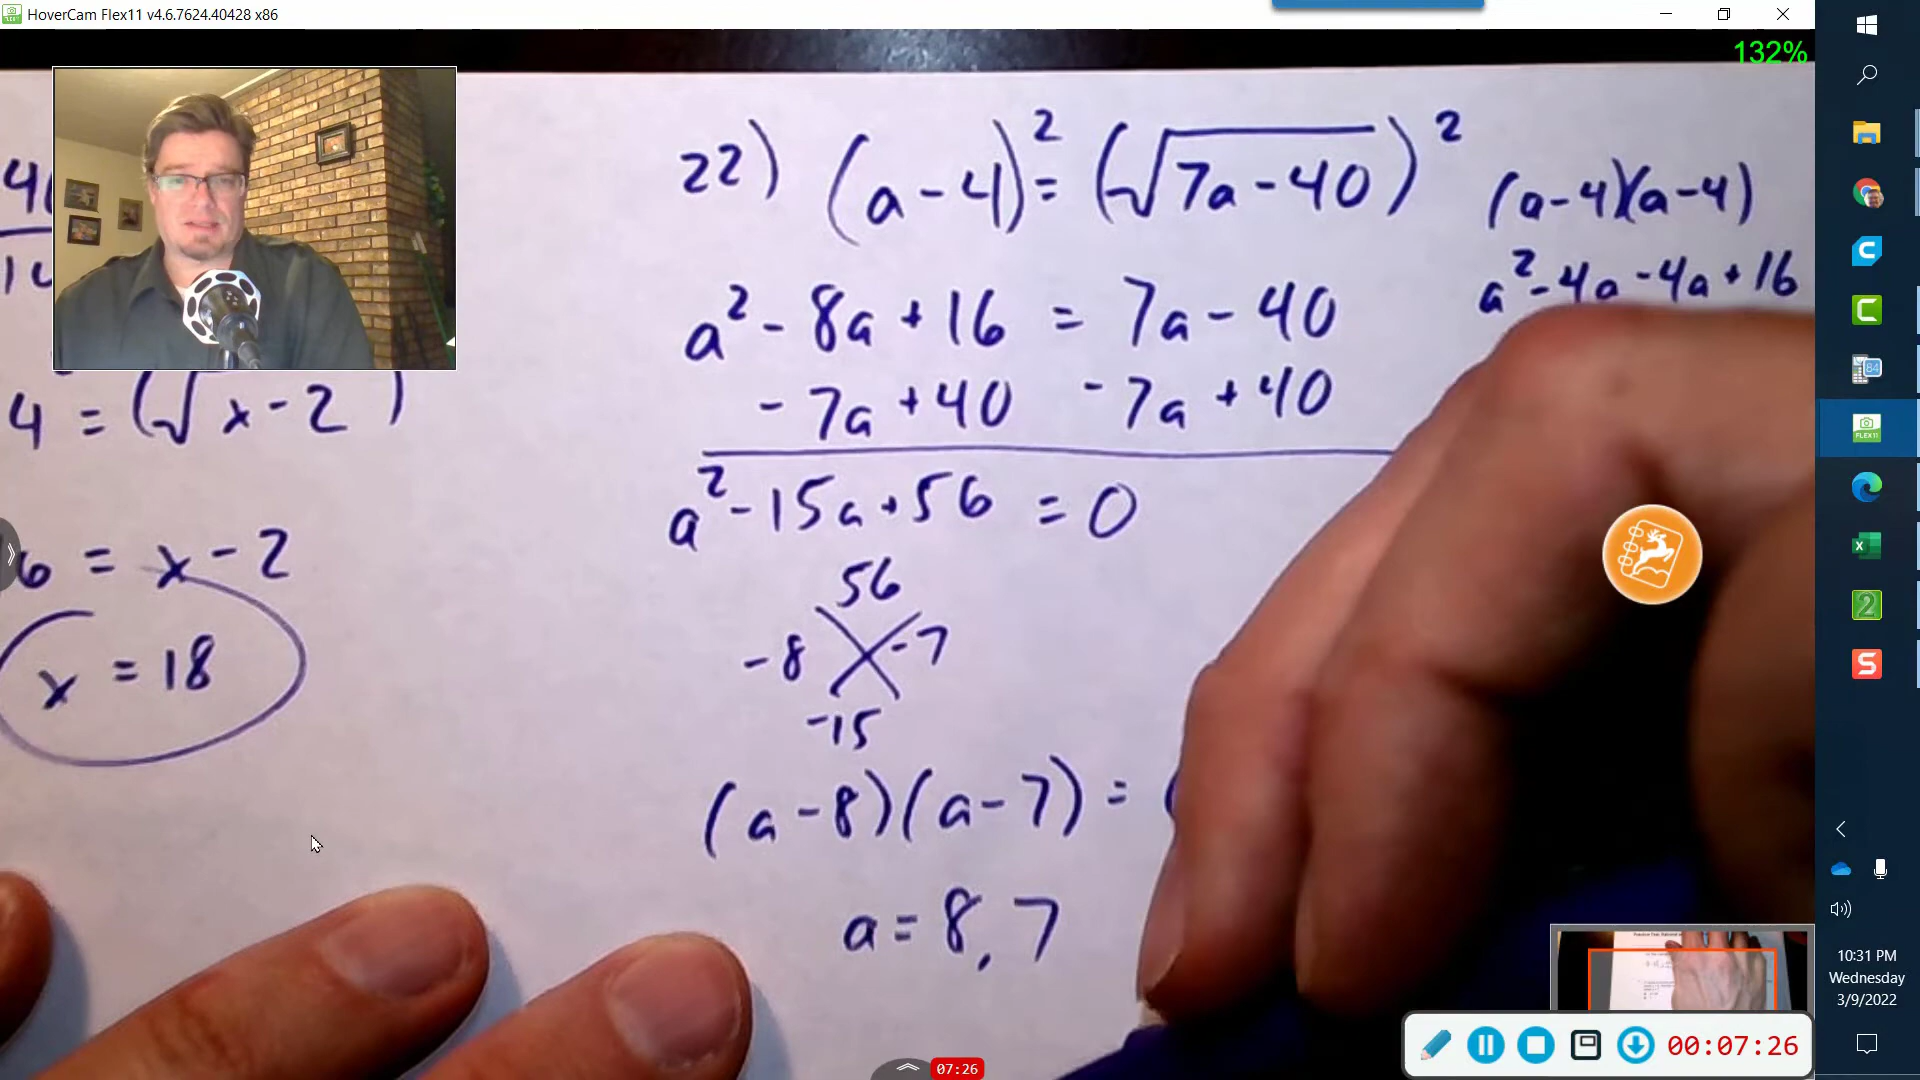 HoverCam Flex11 v4.6.7624.40428 x86
132%
22) (a-4)² = (√7a-40)²
(a-4)(a-4)
a²-4a-4a+16
a²-8a+16 = 7a-40
-7a+40 -7a+40
a²-15a+56 = 0
56
-8 -7
-15
(a-8)(a-7) =
a = 8, 7
4 = (√x-2)
6 = x-2
x = 18
84
FLEX11
10:31 PM
Wednesday
3/9/2022
00:07:26
07:26